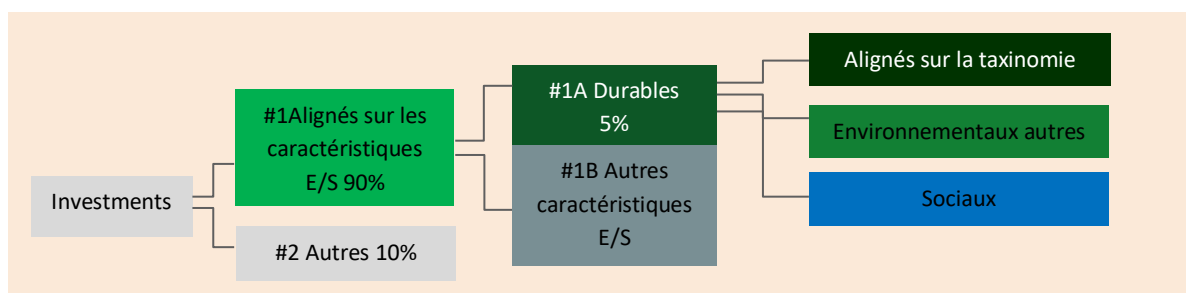 Investments
#1Alignés sur les
caractéristiques
E/S 90%
#2 Autres 10%
#1A Durables
5%
#1B Autres
caractéristiques
E/S
Alignés sur la taxinomie
Environnementaux autres
Sociaux